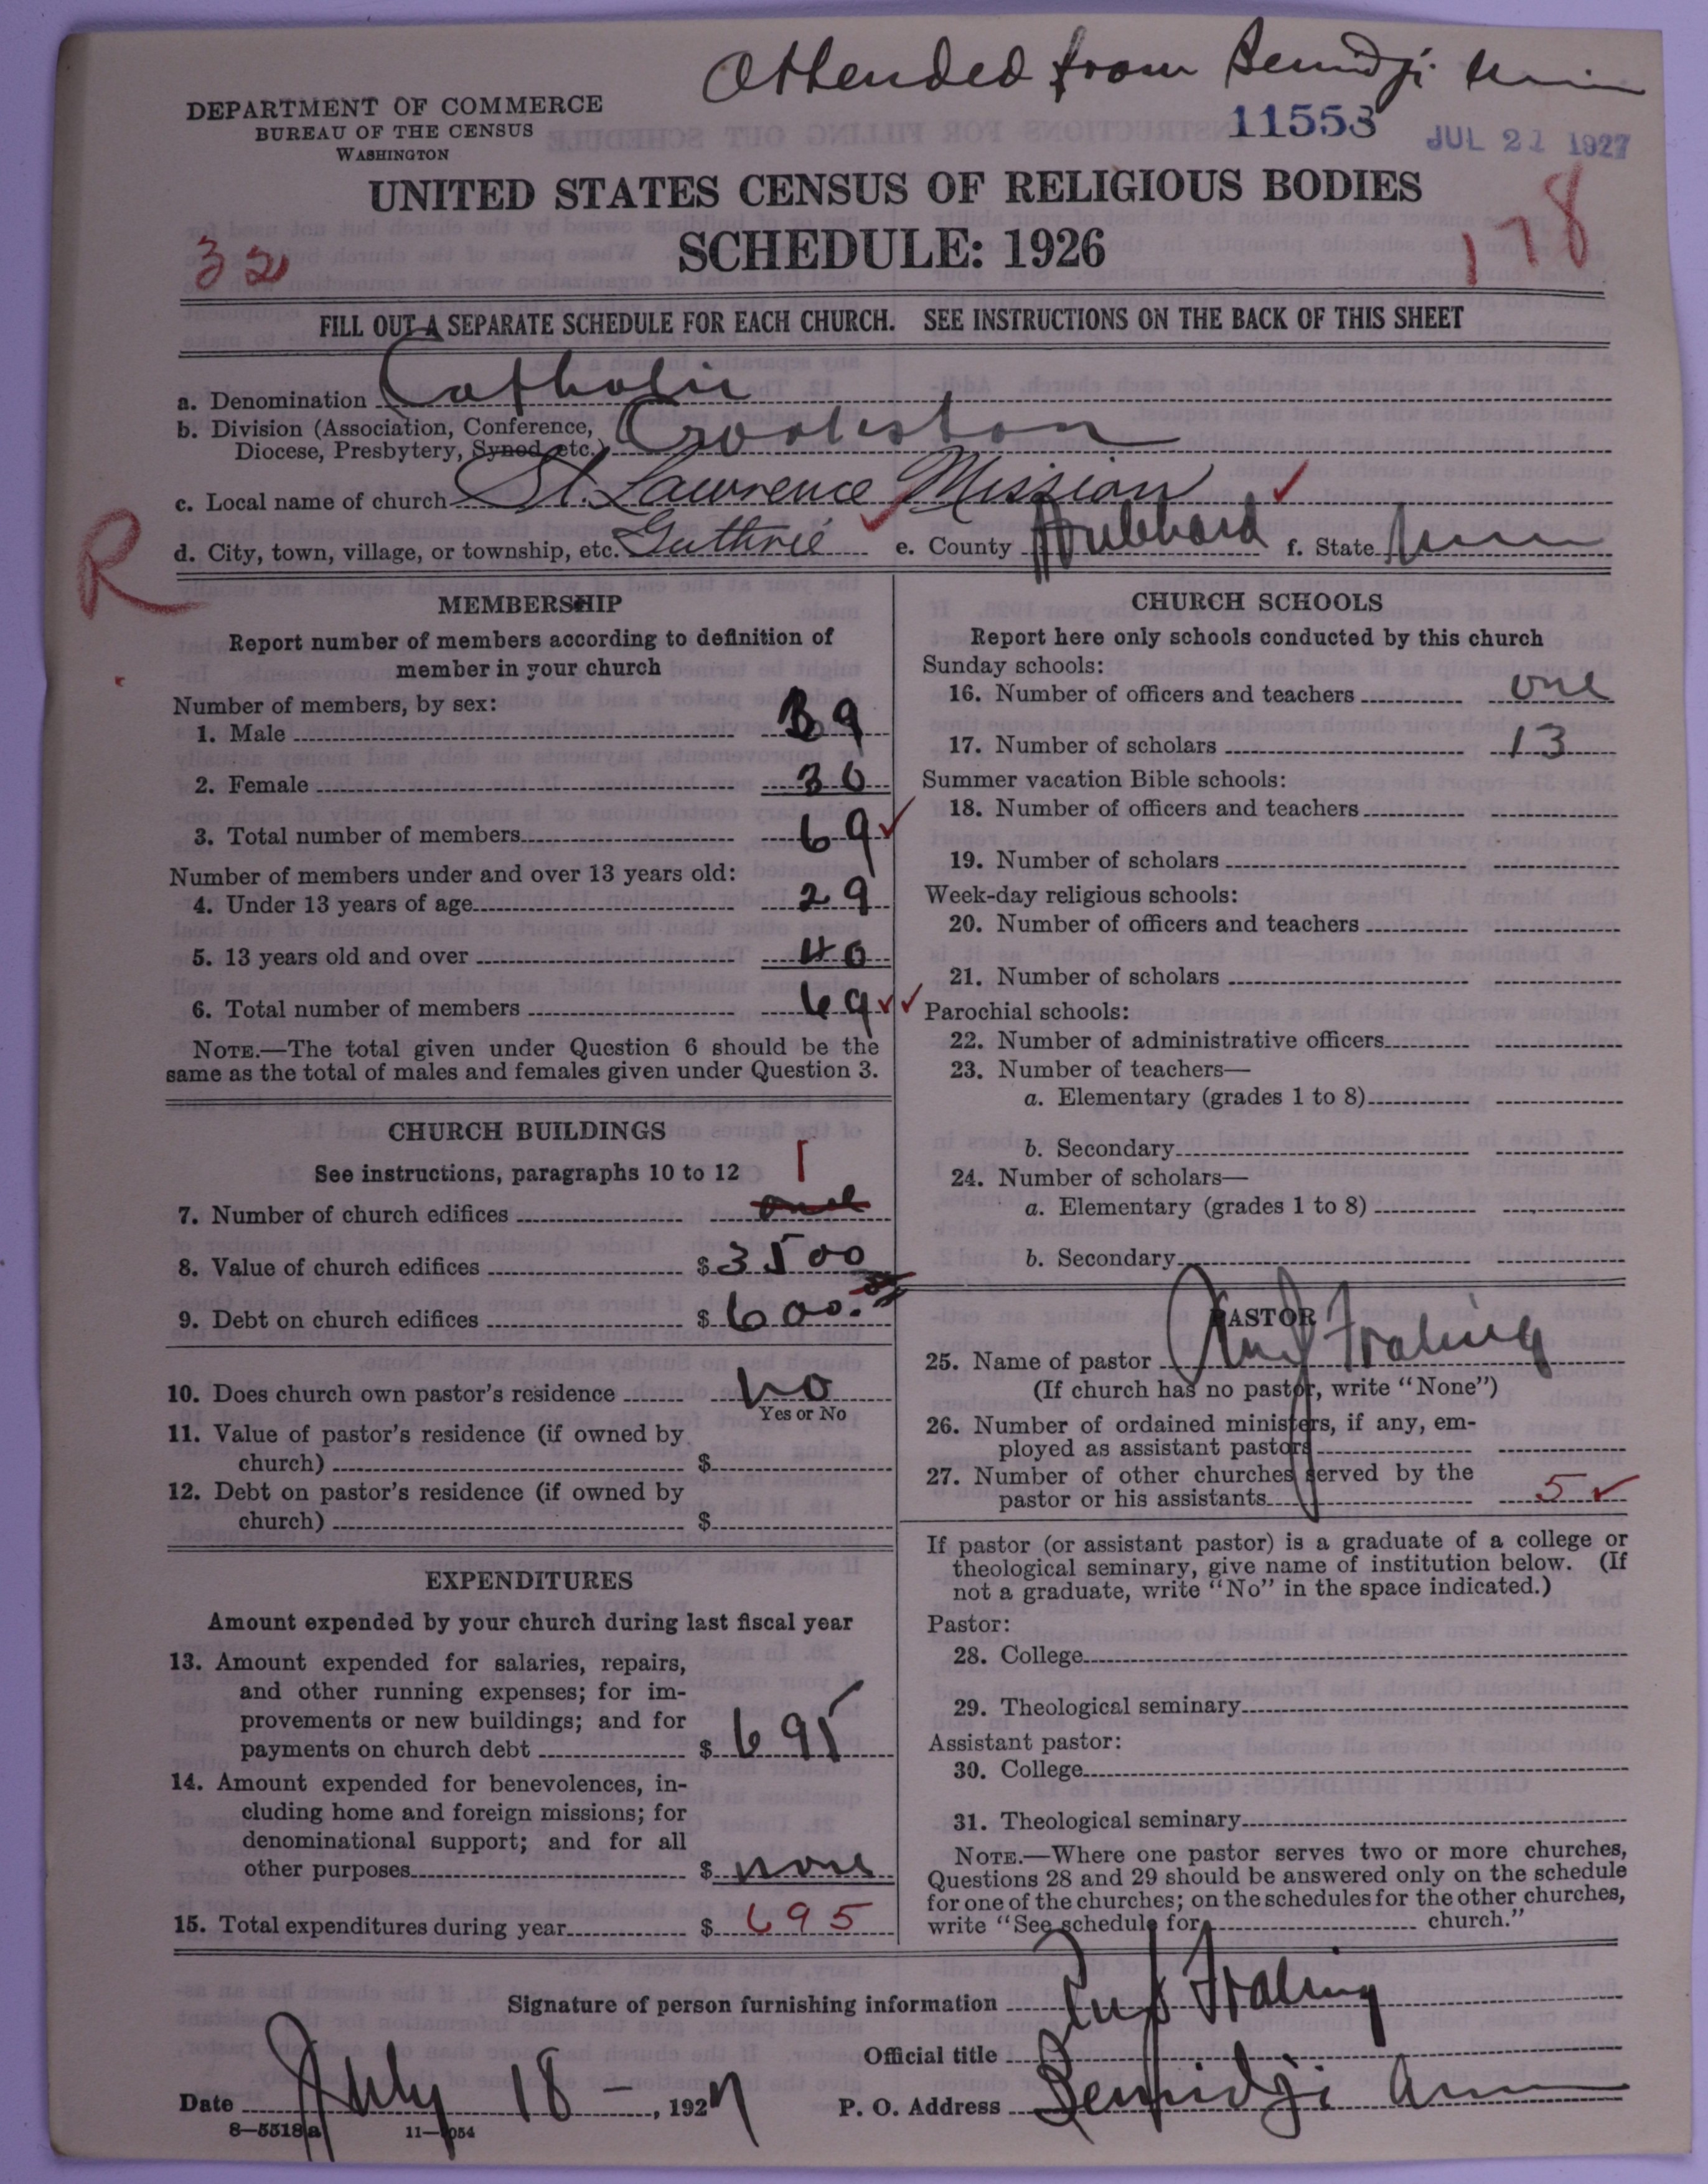 Attended from Bemidji Minn
DEPARTMENT OF COMMERCE
BUREAU OF THE CENSUS
WASHINGTON
11553
JUL 21 1927
UNITED STATES CENSUS OF RELIGIOUS BODIES
SCHEDULE: 1926
32
178
FILL OUT A SEPARATE SCHEDULE FOR EACH CHURCH. SEE INSTRUCTIONS ON THE BACK OF THIS SHEET
a. Denomination Catholic
b. Division (Association, Conference, Diocese, Presbytery, Synod, etc.) Crookston
c. Local name of church St. Lawrence Mission
d. City, town, village, or township, etc. Guthrie e. County Hubbard f. State Minn
R
MEMBERSHIP
Report number of members according to definition of
member in your church
Number of members, by sex:
1. Male 39
2. Female 30
3. Total number of members 69
Number of members under and over 13 years old:
4. Under 13 years of age 29
5. 13 years old and over 40
6. Total number of members 69
NOTE.—The total given under Question 6 should be the
same as the total of males and females given under Question 3.
CHURCH BUILDINGS
See instructions, paragraphs 10 to 12
1
7. Number of church edifices one
8. Value of church edifices $ 3500
9. Debt on church edifices $ 600.
10. Does church own pastor's residence no
Yes or No
11. Value of pastor's residence (if owned by
church) $
12. Debt on pastor's residence (if owned by
church) $
EXPENDITURES
Amount expended by your church during last fiscal year
13. Amount expended for salaries, repairs,
and other running expenses; for im-
provements or new buildings; and for
payments on church debt $ 695
14. Amount expended for benevolences, in-
cluding home and foreign missions; for
denominational support; and for all
other purposes $ none
15. Total expenditures during year $ 695
CHURCH SCHOOLS
Report here only schools conducted by this church
Sunday schools:
16. Number of officers and teachers one
17. Number of scholars 13
Summer vacation Bible schools:
18. Number of officers and teachers
19. Number of scholars
Week-day religious schools:
20. Number of officers and teachers
21. Number of scholars
Parochial schools:
22. Number of administrative officers
23. Number of teachers—
a. Elementary (grades 1 to 8)
b. Secondary
24. Number of scholars—
a. Elementary (grades 1 to 8)
b. Secondary
PASTOR
25. Name of pastor
(If church has no pastor, write "None")
26. Number of ordained ministers, if any, em-
ployed as assistant pastors
27. Number of other churches served by the
pastor or his assistants 5
If pastor (or assistant pastor) is a graduate of a college or
theological seminary, give name of institution below. (If
not a graduate, write "No" in the space indicated.)
Pastor:
28. College
29. Theological seminary
Assistant pastor:
30. College
31. Theological seminary
NOTE.—Where one pastor serves two or more churches,
Questions 28 and 29 should be answered only on the schedule
for one of the churches; on the schedules for the other churches,
write "See schedule for church."
Signature of person furnishing information
Official title
Date July 18 - , 1927 P. O. Address Bemidji Minn
8—5518a